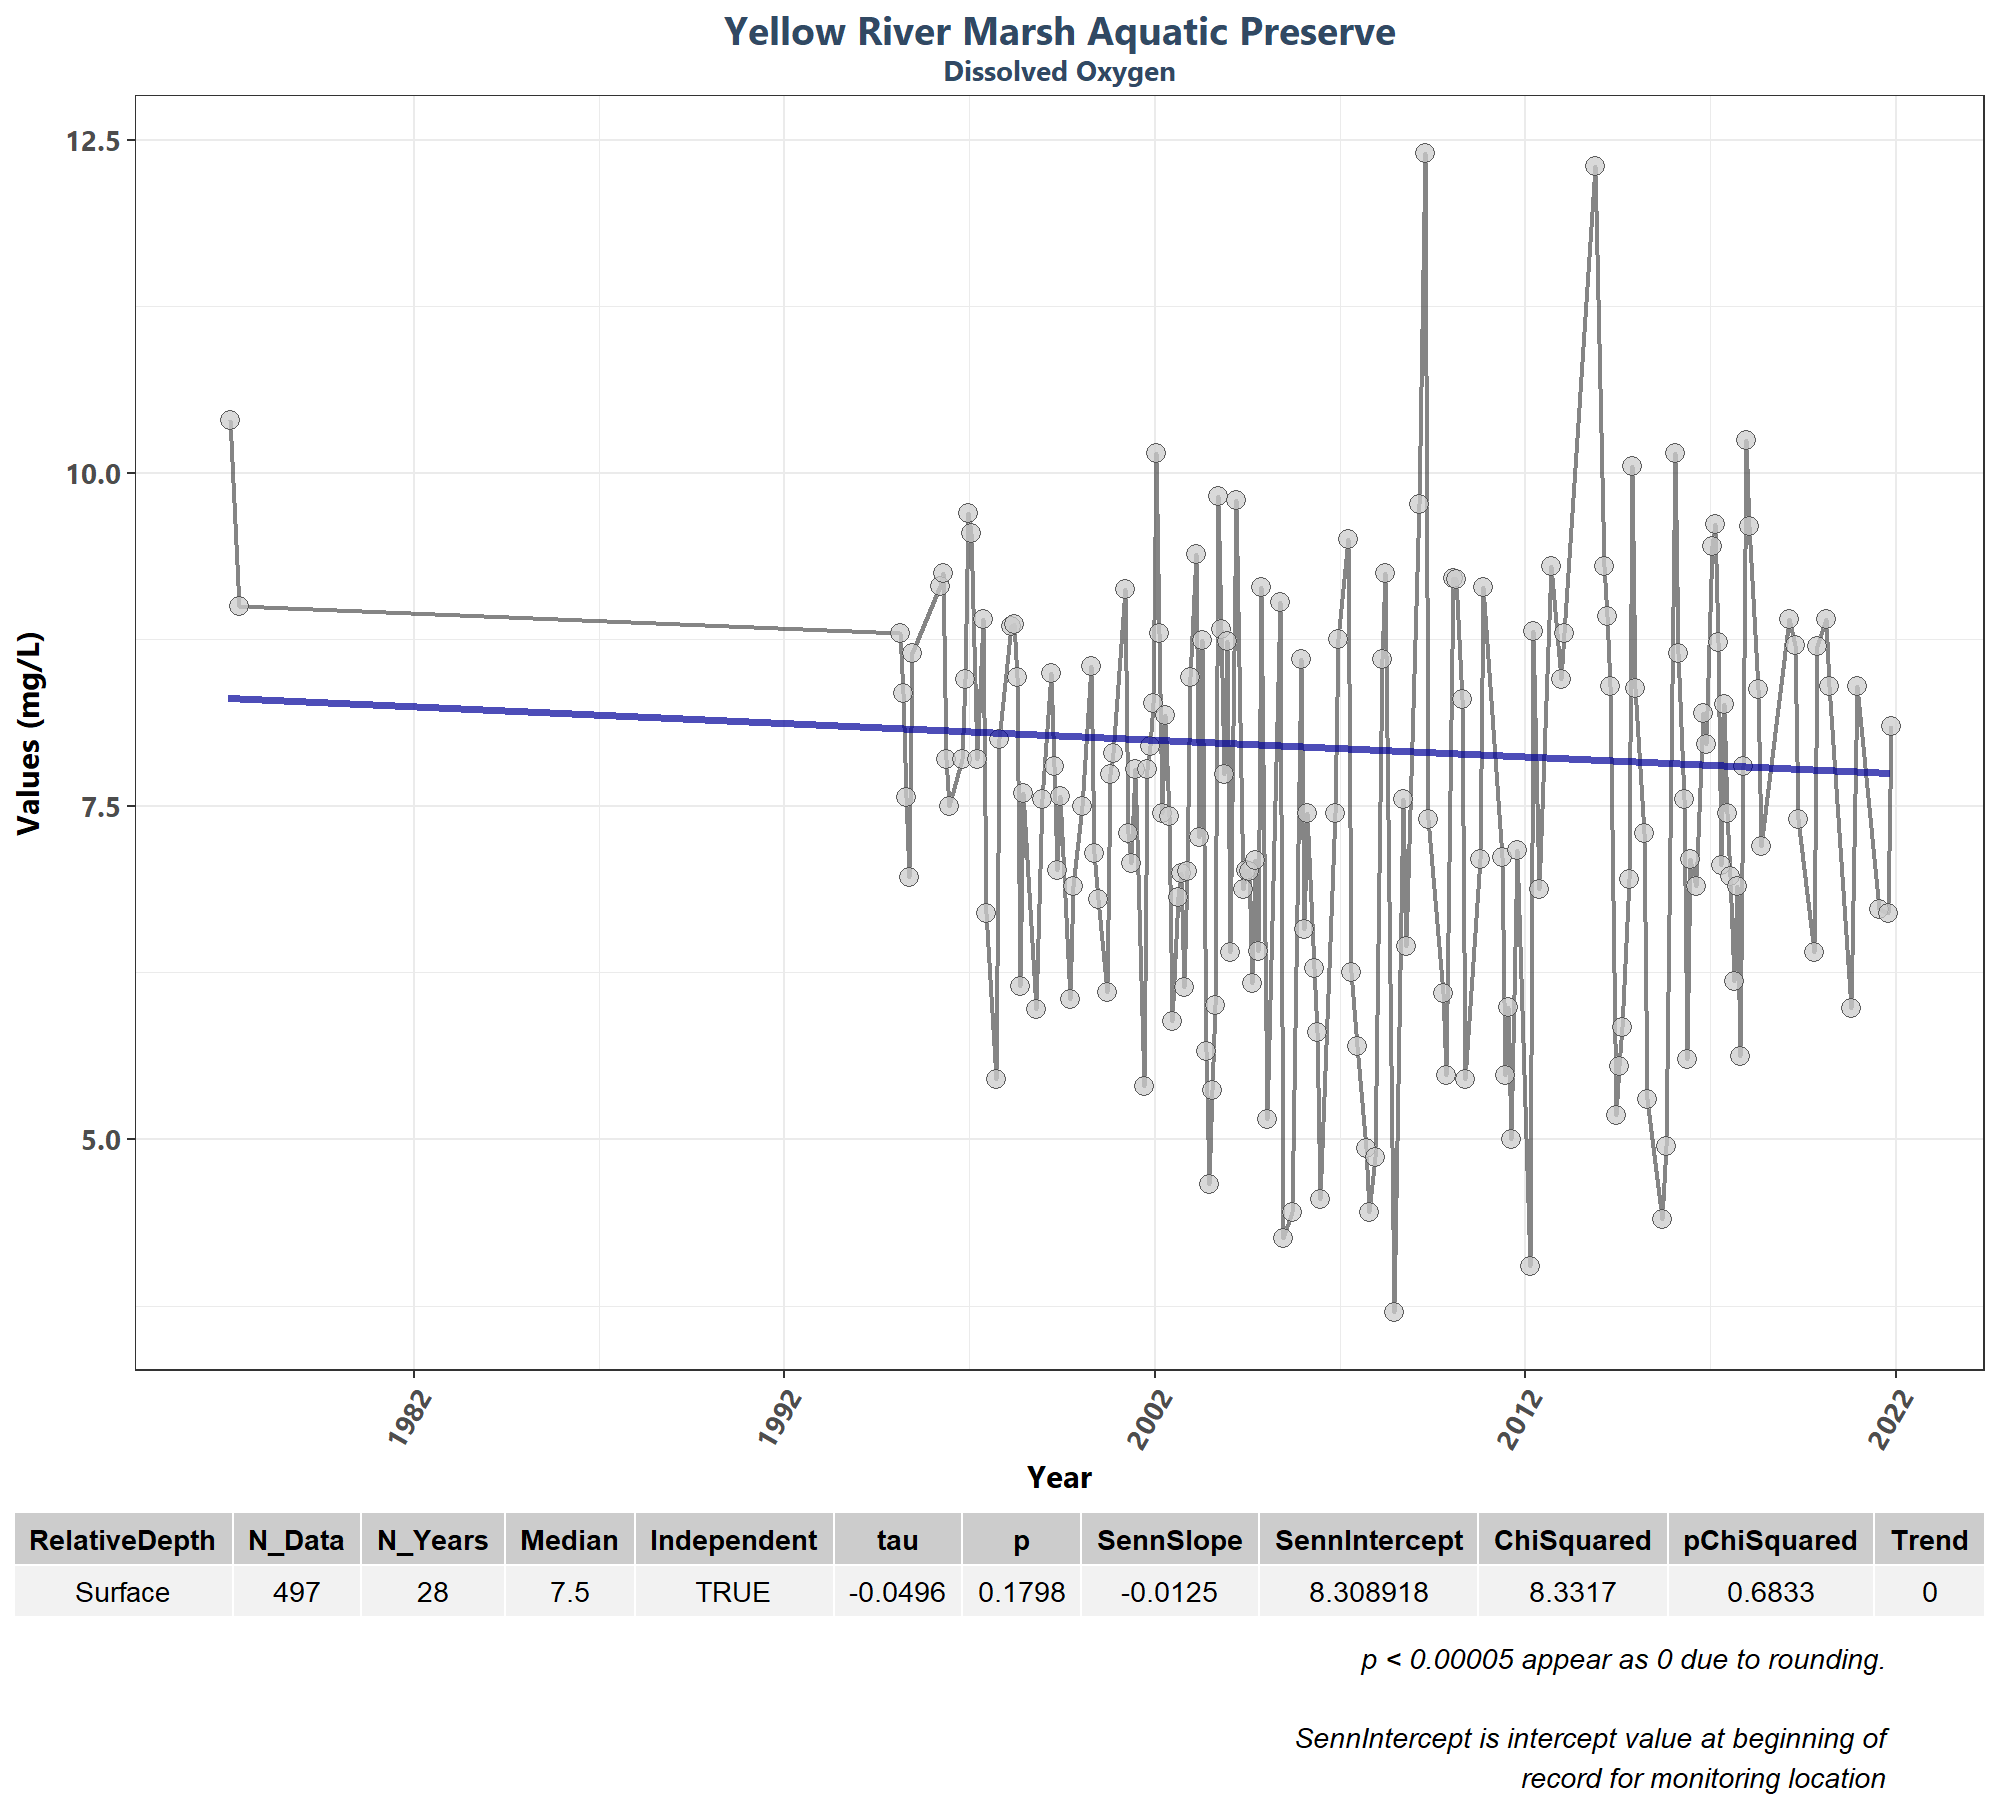 Yellow River Marsh Aquatic Preserve
Dissolved Oxygen
Values (mg/L)
12.5
10.0
7.5
5.0
1982 1992 2002 2012 2022
Year
RelativeDepth N_Data N_Years Median Independent tau p SennSlope SennIntercept ChiSquared pChiSquared Trend
Surface 497 28 7.5 TRUE -0.0496 0.1798 -0.0125 8.308918 8.3317 0.6833 0
p < 0.00005 appear as 0 due to rounding.
SennIntercept is intercept value at beginning of
record for monitoring location